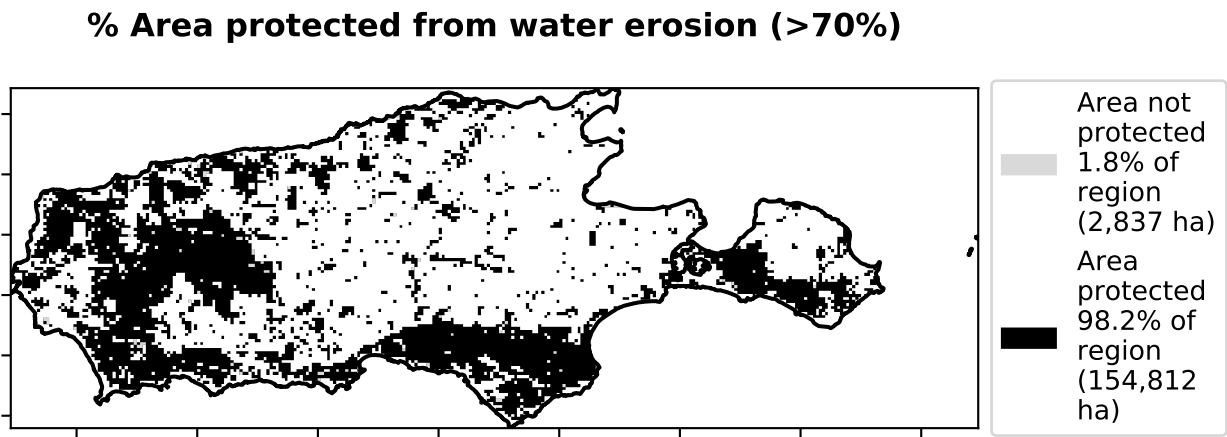 % Area protected from water erosion (>70%)
Area not
protected
1.8% of
region
(2,837 ha)
Area
protected
98.2% of
region
(154,812
ha)